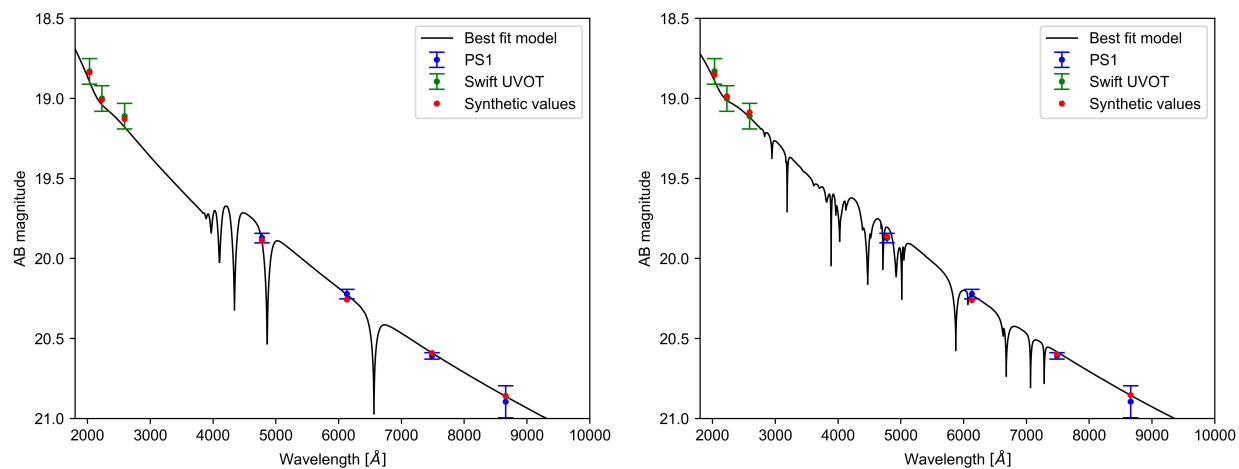 18.5
19.0
19.5
20.0
20.5
21.0
AB magnitude
2000 3000 4000 5000 6000 7000 8000 9000 10000
Wavelength [Å]
Best fit model
PS1
Swift UVOT
Synthetic values
18.5
19.0
19.5
20.0
20.5
21.0
AB magnitude
2000 3000 4000 5000 6000 7000 8000 9000 10000
Wavelength [Å]
Best fit model
PS1
Swift UVOT
Synthetic values